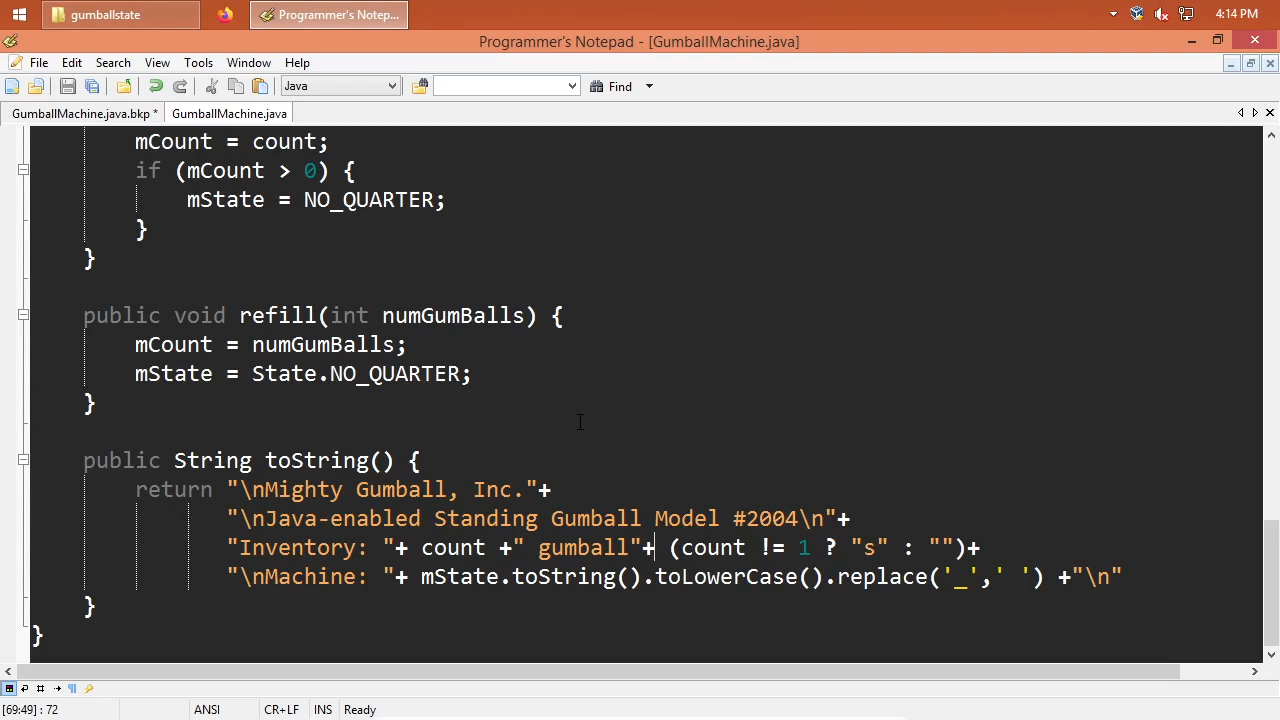 gumballstate
Programmer's Notep...
4:14 PM
Programmer's Notepad - [GumballMachine.java]
File Edit Search View Tools Window Help
Java
Find
GumballMachine.java.bkp *
GumballMachine.java
mCount = count;
if (mCount > 0) {
mState = NO_QUARTER;
}
}
public void refill(int numGumBalls) {
mCount = numGumBalls;
mState = State.NO_QUARTER;
}
public String toString() {
return "\nMighty Gumball, Inc."+
"\nJava-enabled Standing Gumball Model #2004\n"+
"Inventory: "+ count +" gumball"+ (count != 1 ? "s" : "")+
"\nMachine: "+ mState.toString().toLowerCase().replace('_',' ') +"\n"
}
}
[69:49] : 72
ANSI
CR+LF
INS
Ready